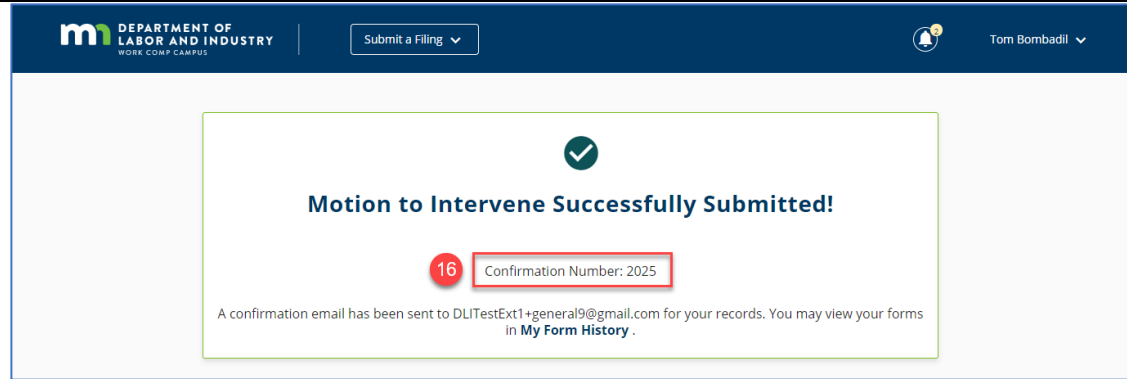 DEPARTMENT OF
LABOR AND INDUSTRY
WORK COMP CAMPUS
Submit a Filing
2
Tom Bombadil
Motion to Intervene Successfully Submitted!
16
Confirmation Number: 2025
A confirmation email has been sent to DLITestExt1+general9@gmail.com for your records. You may view your forms
in My Form History .